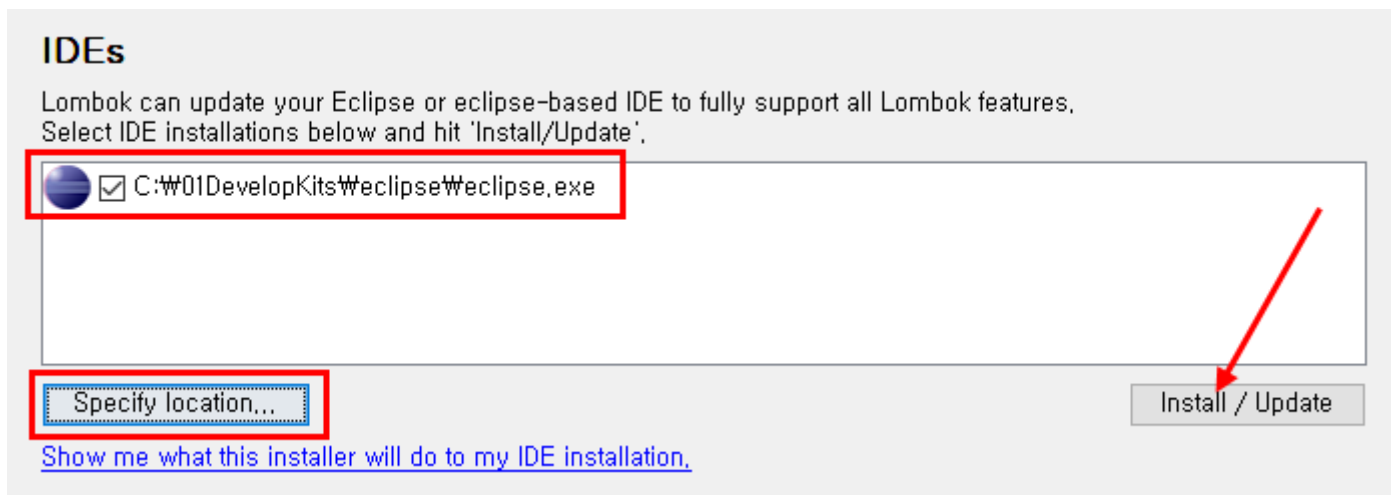 IDEs
Lombok can update your Eclipse or eclipse-based IDE to fully support all Lombok features.
Select IDE installations below and hit 'Install/Update'.
C:₩01DevelopKits₩eclipse₩eclipse.exe
Specify location...
Install / Update
Show me what this installer will do to my IDE installation.